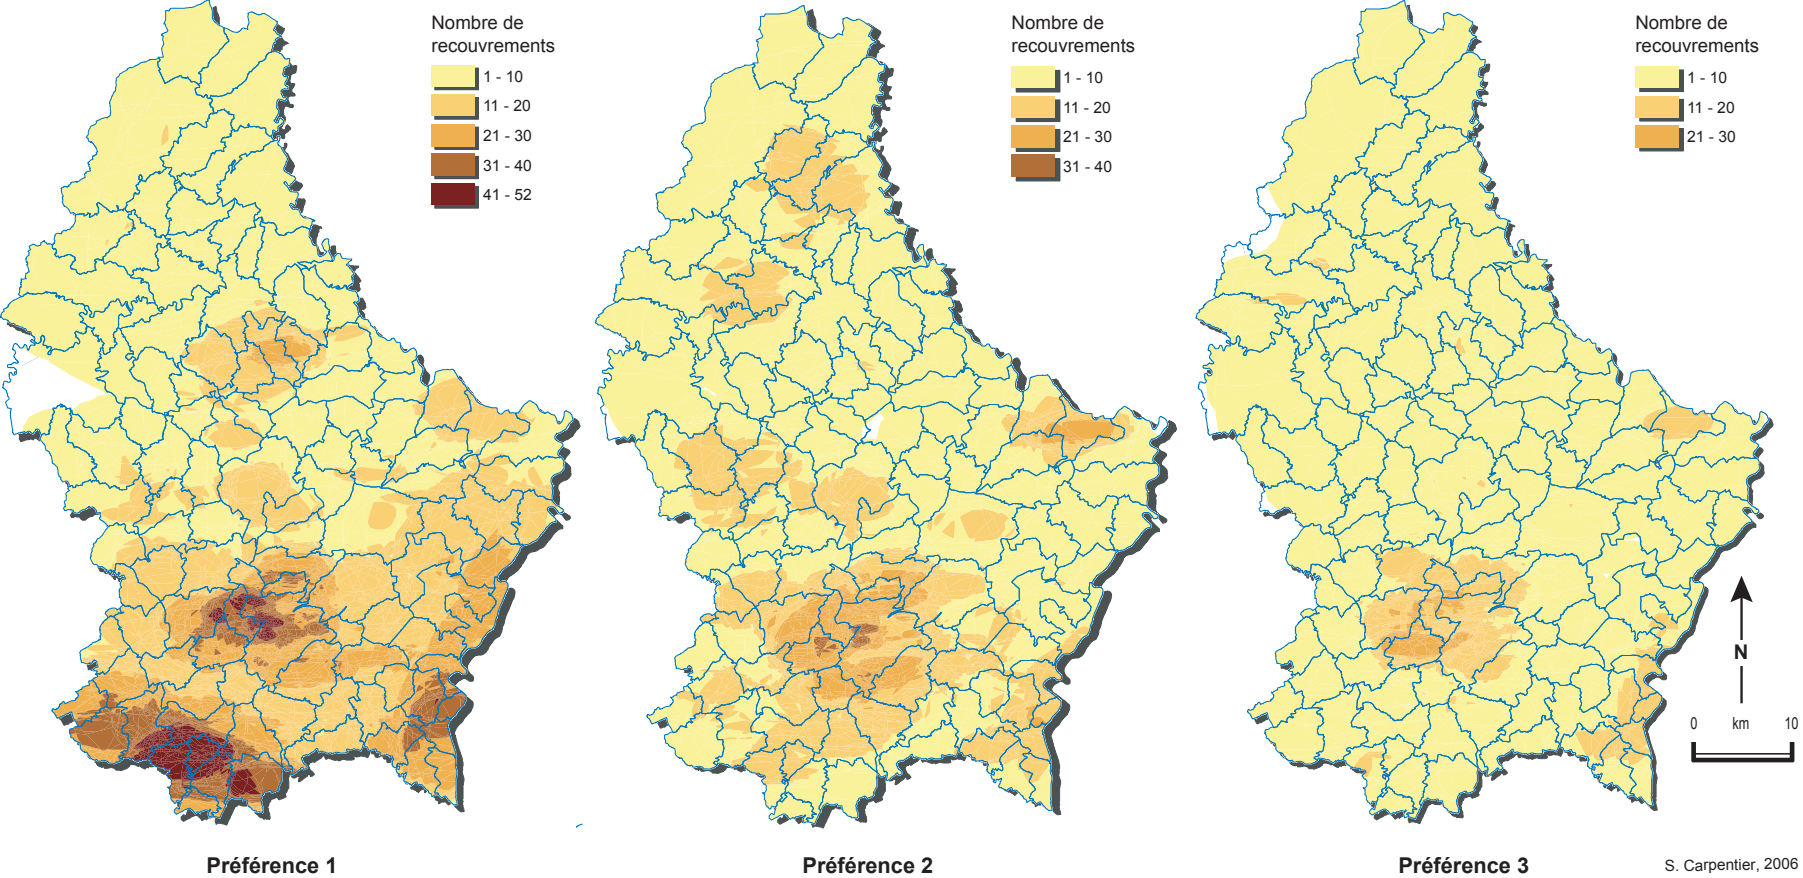 Nombre de
recouvrements
1 - 10
11 - 20
21 - 30
31 - 40
41 - 52
Nombre de
recouvrements
1 - 10
11 - 20
21 - 30
31 - 40
Nombre de
recouvrements
1 - 10
11 - 20
21 - 30
N
0 km 10
Préférence 1
Préférence 2
Préférence 3
S. Carpentier, 2006